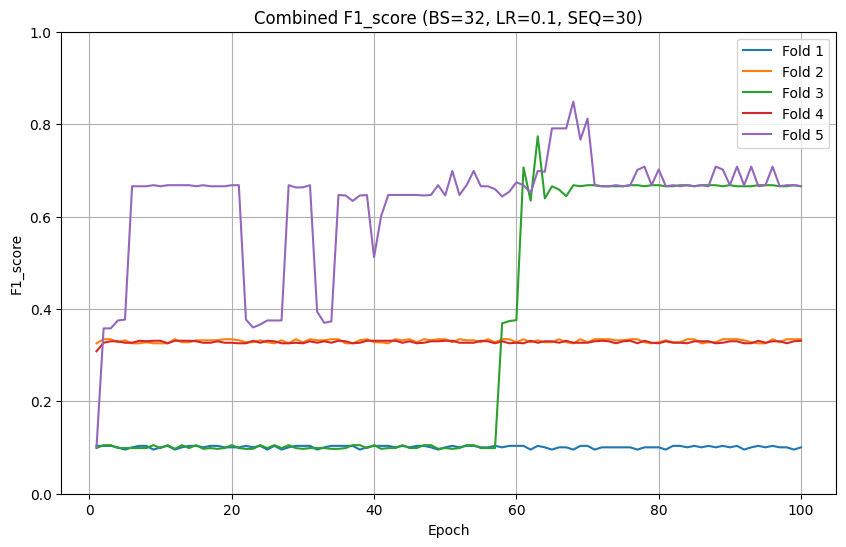 Combined F1_score (BS=32, LR=0.1, SEQ=30)
F1_score
1.0
0.8
0.6
0.4
0.2
0.0
0
20
40
60
80
100
Epoch
Fold 1
Fold 2
Fold 3
Fold 4
Fold 5